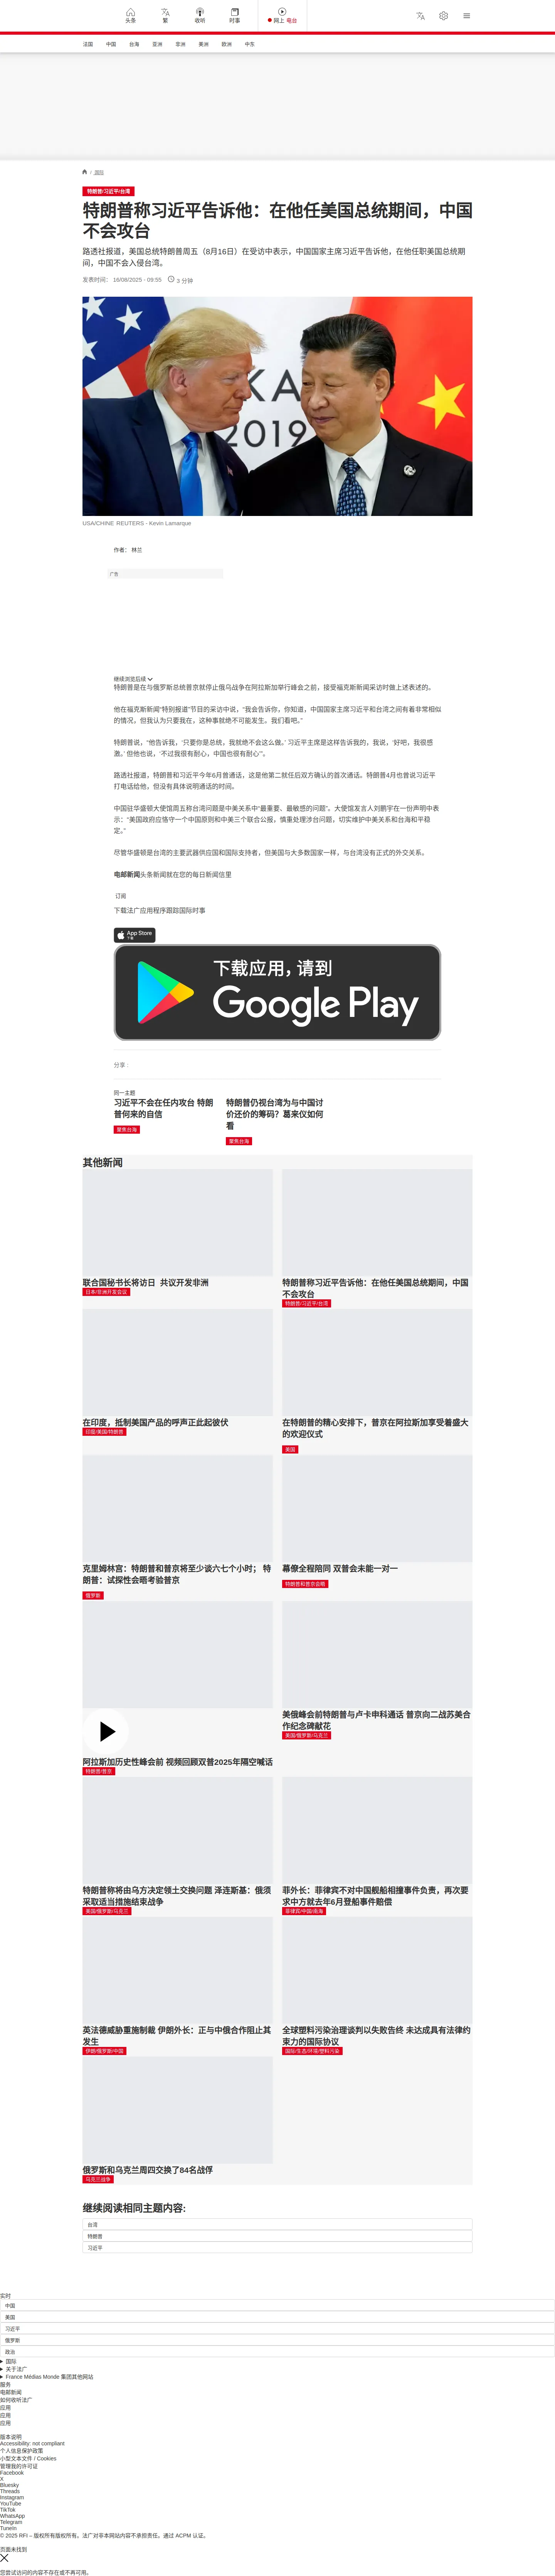 头条
繁
收听
时事
网上 电台
法国
中国
台海
亚洲
非洲
美洲
欧洲
中东
/ 国际
特朗普/习近平/台湾
特朗普称习近平告诉他：在他任美国总统期间，中国
不会攻台
路透社报道，美国总统特朗普周五（8月16日）在受访中表示，中国国家主席习近平告诉他，在他任职美国总统期
间，中国不会入侵台湾。
发表时间： 16/08/2025 - 09:55
3 分钟
KA
2019
USA/CHINE REUTERS - Kevin Lamarque
作者： 林兰
广告
继续浏览后续
特朗普是在与俄罗斯总统普京就停止俄乌战争在阿拉斯加举行峰会之前，接受福克斯新闻采访时做上述表述的。
他在福克斯新闻“特别报道”节目的采访中说，“我会告诉你，你知道，中国国家主席习近平和台湾之间有着非常相似
的情况，但我认为只要我在，这种事就绝不可能发生。我们看吧。”
特朗普说，“他告诉我，‘只要你是总统，我就绝不会这么做。’ 习近平主席是这样告诉我的，我说，‘好吧，我很感
激。’ 但他也说，‘不过我很有耐心，中国也很有耐心’”。
路透社报道，特朗普和习近平今年6月曾通话，这是他第二就任后双方确认的首次通话。特朗普4月也曾说习近平
打电话给他，但没有具体说明通话的时间。
中国驻华盛顿大使馆周五称台湾问题是中美关系中“最重要、最敏感的问题”。大使馆发言人刘鹏宇在一份声明中表
示：“美国政府应恪守一个中国原则和中美三个联合公报，慎重处理涉台问题，切实维护中美关系和台海和平稳
定。”
尽管华盛顿是台湾的主要武器供应国和国际支持者，但美国与大多数国家一样，与台湾没有正式的外交关系。
电邮新闻头条新闻就在您的每日新闻信里
订阅
下载法广应用程序跟踪国际时事
App Store
下载
下载应用，请到
Google Play
分享 :
同一主题
习近平不会在任内攻台 特朗
普何来的自信
聚焦台海
特朗普仍视台湾为与中国讨
价还价的筹码？葛来仪如何
看
聚焦台海
其他新闻
联合国秘书长将访日 共议开发非洲
日本/非洲开发会议
特朗普称习近平告诉他：在他任美国总统期间，中国
不会攻台
特朗普/习近平/台湾
在印度，抵制美国产品的呼声正此起彼伏
印度/美国/特朗普
在特朗普的精心安排下，普京在阿拉斯加享受着盛大
的欢迎仪式
美国
克里姆林宫：特朗普和普京将至少谈六七个小时； 特
朗普：试探性会晤考验普京
俄罗斯
幕僚全程陪同 双普会未能一对一
特朗普和普京会晤
阿拉斯加历史性峰会前 视频回顾双普2025年隔空喊话
特朗普/普京
美俄峰会前特朗普与卢卡申科通话 普京向二战苏美合
作纪念碑献花
美国/俄罗斯/乌克兰
特朗普称将由乌方决定领土交换问题 泽连斯基：俄须
采取适当措施结束战争
美国/俄罗斯/乌克兰
菲外长：菲律宾不对中国舰船相撞事件负责，再次要
求中方就去年6月登船事件赔偿
菲律宾/中国/南海
英法德威胁重施制裁 伊朗外长：正与中俄合作阻止其
发生
伊朗/俄罗斯/中国
全球塑料污染治理谈判以失败告终 未达成具有法律约
束力的国际协议
国际/生态/环境/塑料污染
俄罗斯和乌克兰周四交换了84名战俘
乌克兰战争
继续阅读相同主题内容:
台湾
特朗普
习近平
实时
中国
美国
习近平
俄罗斯
政治
国际
关于法广
France Médias Monde 集团其他网站
服务
电邮新闻
如何收听法广
应用
应用
应用
版本说明
Accessibility: not compliant
个人信息保护政策
小型文本文件 / Cookies
管理我的许可证
Facebook
X
Bluesky
Threads
Instagram
YouTube
TikTok
WhatsApp
Telegram
TuneIn
© 2025 RFI – 版权所有版权所有。法广对非本网站内容不承担责任。通过 ACPM 认证。
页面未找到
您尝试访问的内容不存在或不再可用。